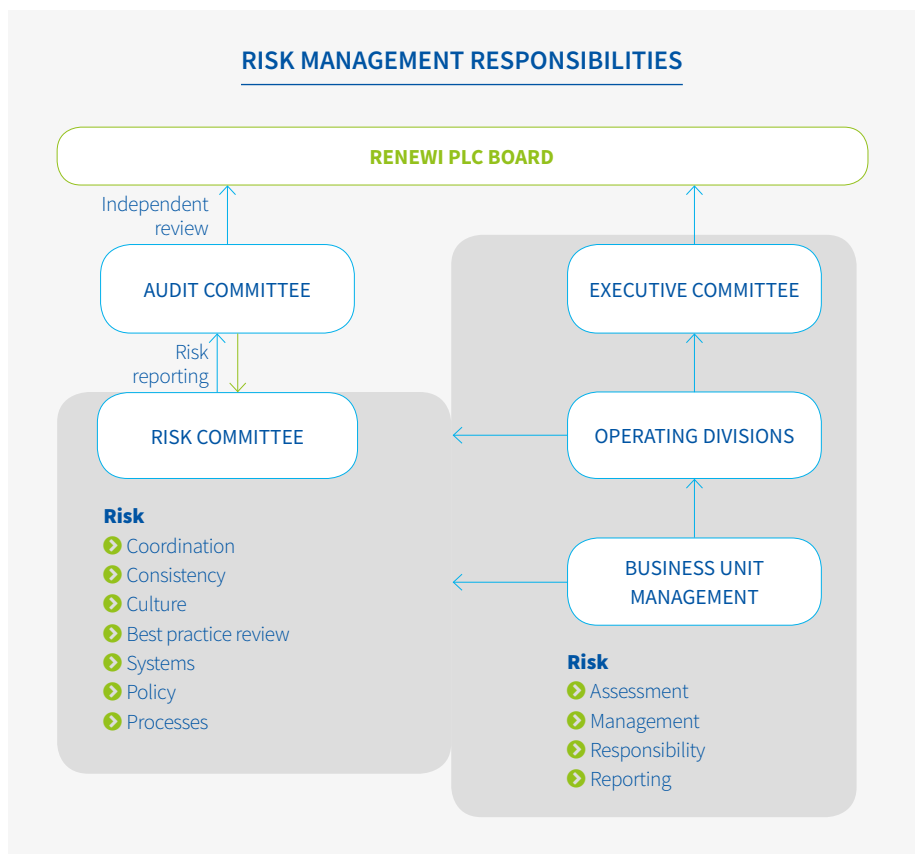 RISK MANAGEMENT RESPONSIBILITIES
RENEWI PLC BOARD
Independent
review
AUDIT COMMITTEE
EXECUTIVE COMMITTEE
Risk
reporting
RISK COMMITTEE
OPERATING DIVISIONS
Risk
Coordination
Consistency
Culture
Best practice review
Systems
Policy
Processes
BUSINESS UNIT
MANAGEMENT
Risk
Assessment
Management
Responsibility
Reporting